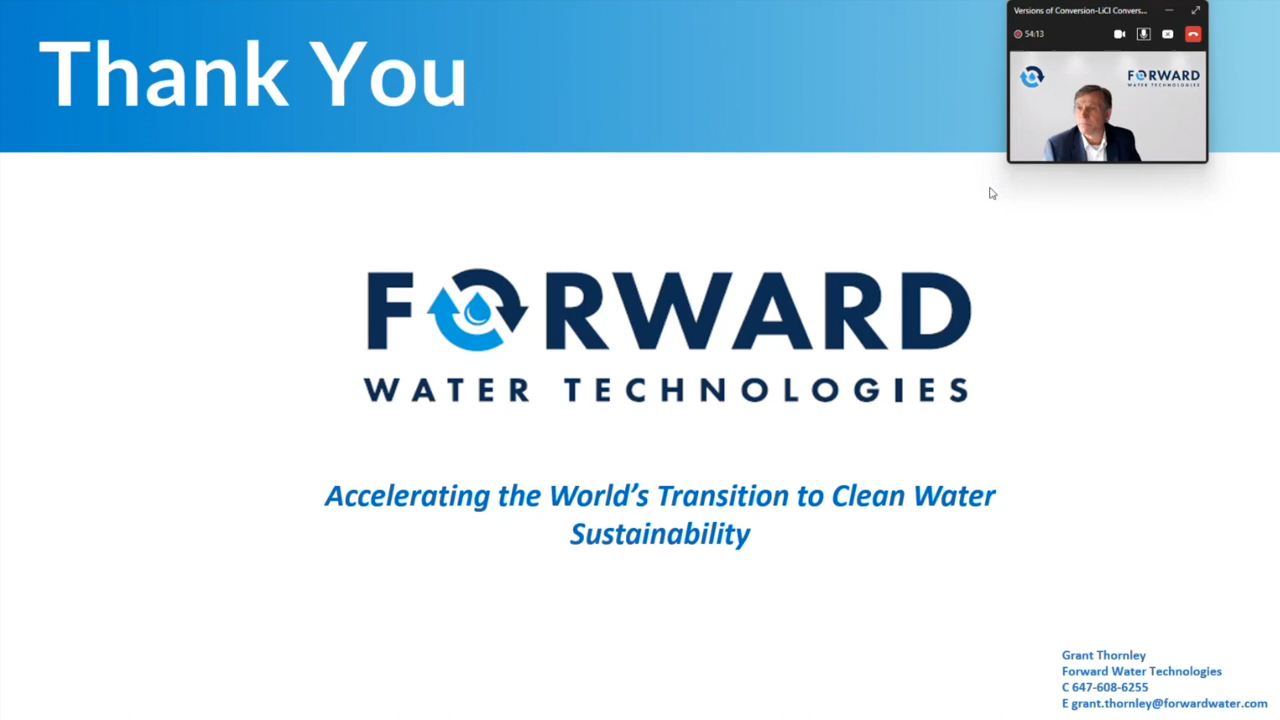 Thank You
Versions of Conversion-LiCl Convers...
54:13
FORWARD
WATER TECHNOLOGIES
FORWARD
WATER TECHNOLOGIES
Accelerating the World's Transition to Clean Water
Sustainability
Grant Thornley
Forward Water Technologies
C 647-608-6255
E grant.thornley@forwardwater.com